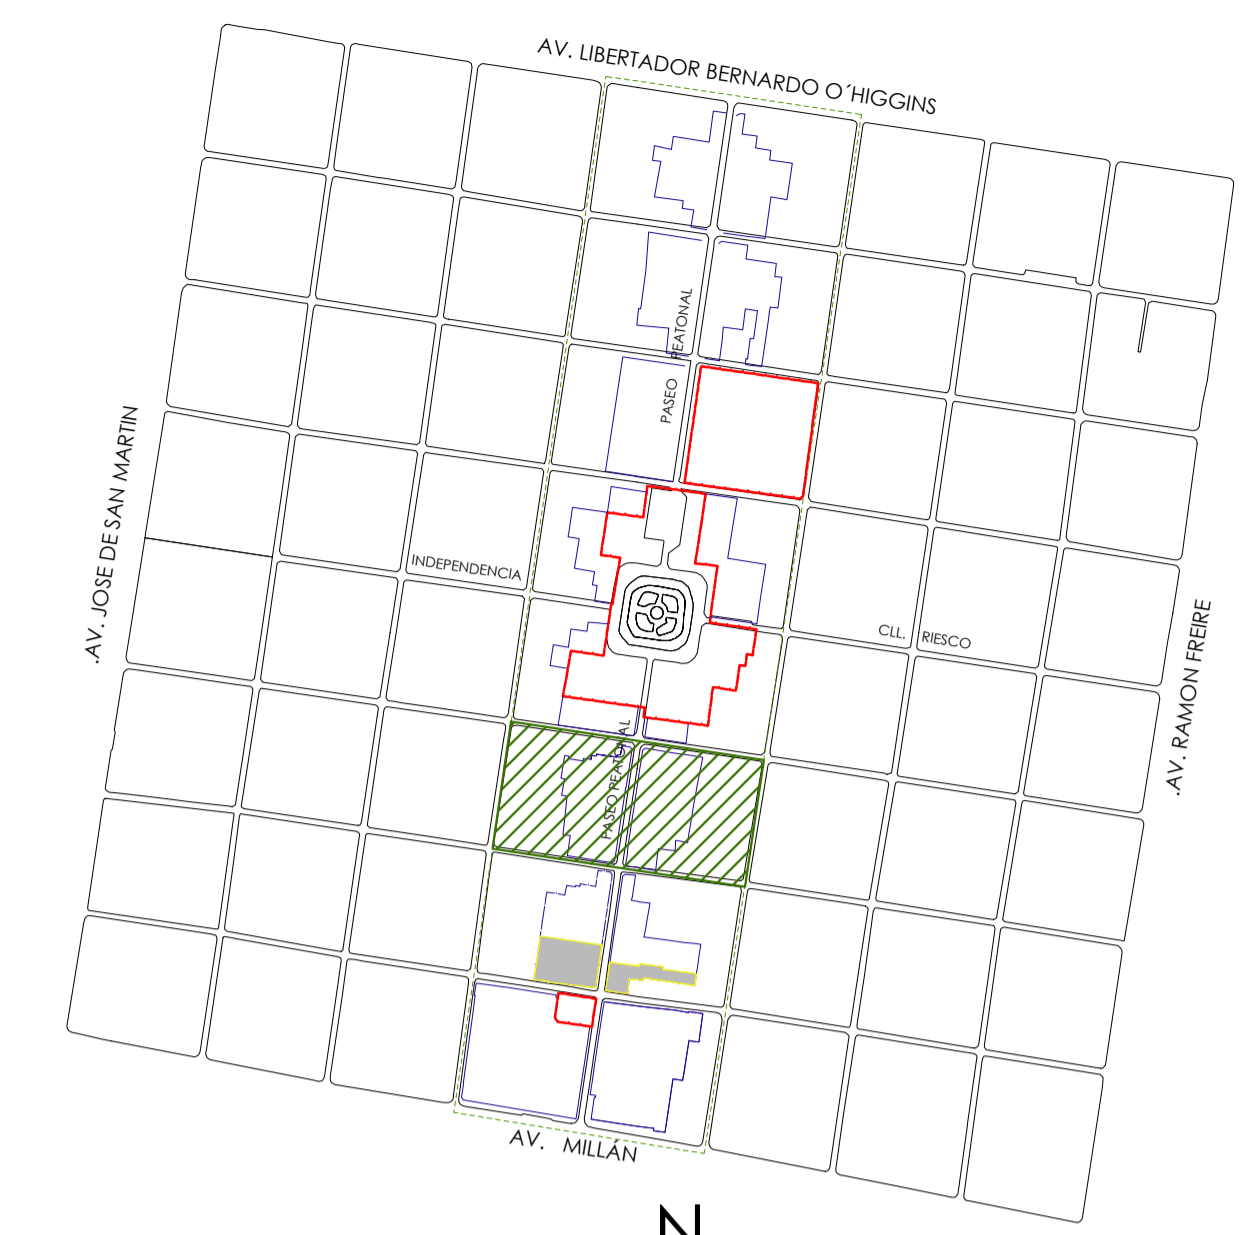 AV. LIBERTADOR BERNARDO O´HIGGINS
PASEO PEATONAL
.AV. JOSE DE SAN MARTIN
INDEPENDENCIA
CLL. RIESCO
.AV. RAMON FREIRE
PASEO PEATONAL
AV. MILLÁN
N